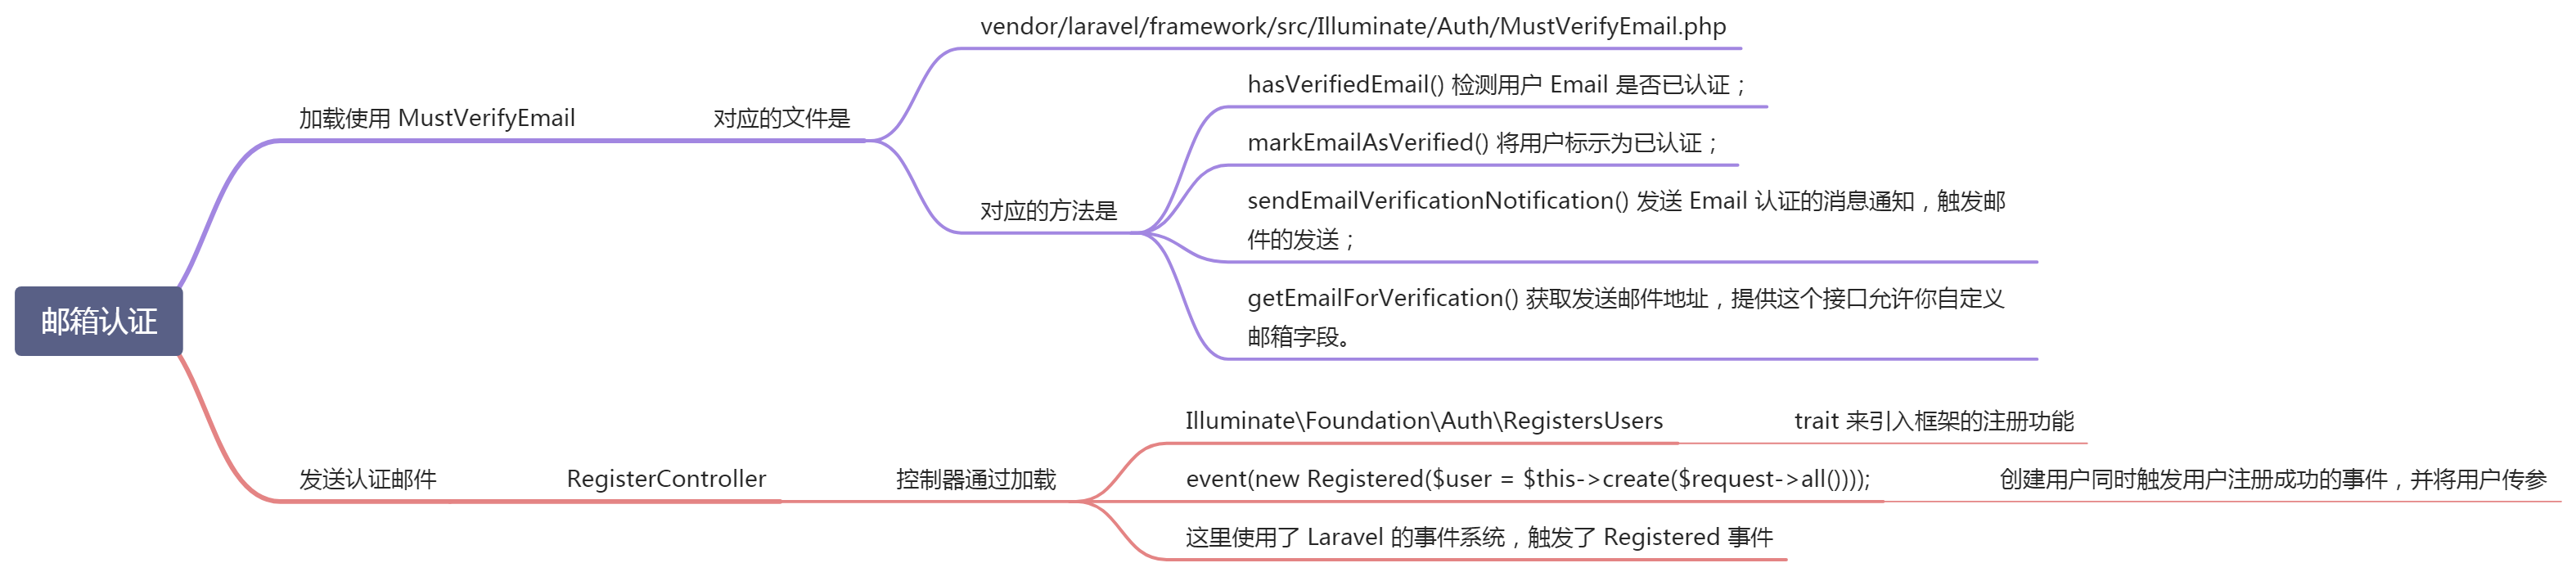 邮箱认证
加载使用 MustVerifyEmail
对应的文件是
vendor/laravel/framework/src/Illuminate/Auth/MustVerifyEmail.php
对应的方法是
hasVerifiedEmail() 检测用户 Email 是否已认证；
markEmailAsVerified() 将用户标示为已认证；
sendEmailVerificationNotification() 发送 Email 认证的消息通知，触发邮
件的发送；
getEmailForVerification() 获取发送邮件地址，提供这个接口允许你自定义
邮箱字段。
发送认证邮件
RegisterController
控制器通过加载
Illuminate\Foundation\Auth\RegistersUsers
trait 来引入框架的注册功能
event(new Registered($user = $this->create($request->all())));
创建用户同时触发用户注册成功的事件，并将用户传参
这里使用了 Laravel 的事件系统，触发了 Registered 事件